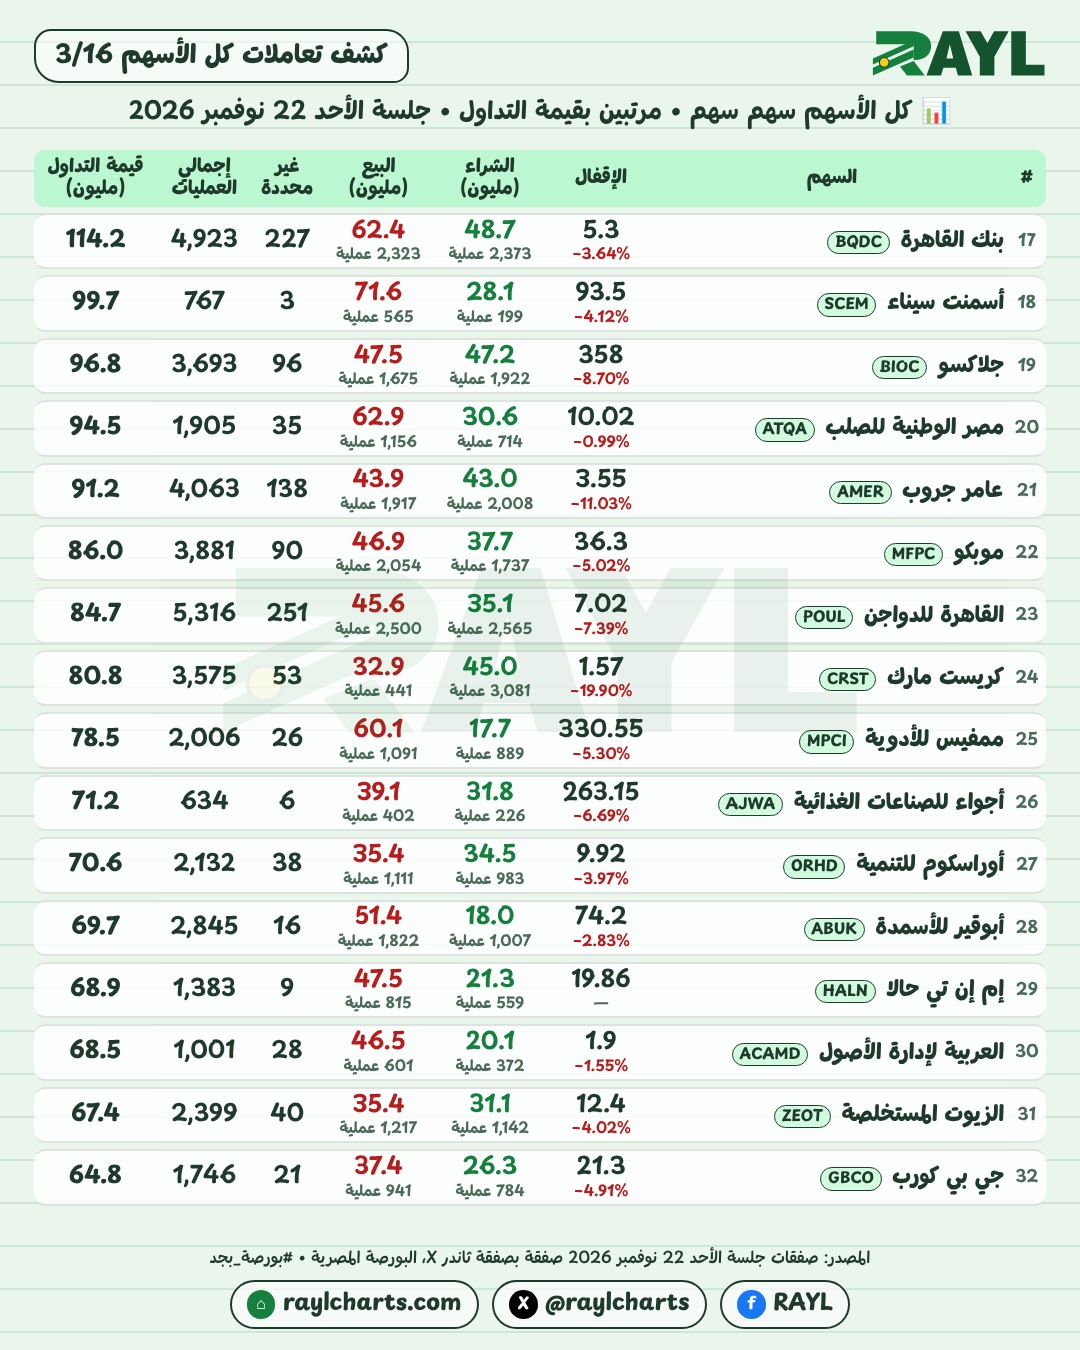 RAYL
كشف تعاملات كل الأسهم 3/16
📊 كل الأسهم سهم سهم • مرتبين بقيمة التداول • جلسة الأحد 22 نوفمبر 2026
# السهم الإقفال الشراء (مليون) البيع (مليون) غير محددة إجمالي العمليات قيمة التداول (مليون)
17 بنك القاهرة BQDC 5.3 48.7 62.4 227 4,923 114.2
-3.64% 2,373 عملية 2,323 عملية
18 أسمنت سيناء SCEM 93.5 28.1 71.6 3 767 99.7
-4.12% 199 عملية 565 عملية
19 جلاكسو BIOC 358 47.2 47.5 96 3,693 96.8
-8.70% 1,922 عملية 1,675 عملية
20 مصر الوطنية للصلب ATQA 10.02 30.6 62.9 35 1,905 94.5
-0.99% 714 عملية 1,156 عملية
21 عامر جروب AMER 3.55 43.0 43.9 138 4,063 91.2
-11.03% 2,008 عملية 1,917 عملية
22 موبكو MFPC 36.3 37.7 46.9 90 3,881 86.0
-5.02% 1,737 عملية 2,054 عملية
23 القاهرة للدواجن POUL 7.02 35.1 45.6 251 5,316 84.7
-7.39% 2,565 عملية 2,500 عملية
24 كريست مارك CRST 1.57 45.0 32.9 53 3,575 80.8
-19.90% 3,081 عملية 441 عملية
25 ممفيس للأدوية MPCI 330.55 17.7 60.1 26 2,006 78.5
-5.30% 889 عملية 1,091 عملية
26 أجواء للصناعات الغذائية AJWA 263.15 31.8 39.1 6 634 71.2
-6.69% 226 عملية 402 عملية
27 أوراسكوم للتنمية ORHD 9.92 34.5 35.4 38 2,132 70.6
-3.97% 983 عملية 1,111 عملية
28 أبوقير للأسمدة ABUK 74.2 18.0 51.4 16 2,845 69.7
-2.83% 1,007 عملية 1,822 عملية
29 إم إن تي حالا HALN 19.86 21.3 47.5 9 1,383 68.9
— 559 عملية 815 عملية
30 العربية لإدارة الأصول ACAMD 1.9 20.1 46.5 28 1,001 68.5
-1.55% 372 عملية 601 عملية
31 الزيوت المستخلصة ZEOT 12.4 31.1 35.4 40 2,399 67.4
-4.02% 1,142 عملية 1,217 عملية
32 جي بي كورب GBCO 21.3 26.3 37.4 21 1,746 64.8
-4.91% 784 عملية 941 عملية
المصدر: صفقات جلسة الأحد 22 نوفمبر 2026 صفقة بصفقة ثاندر X، البورصة المصرية • #بورصة_بجد
raylcharts.com @raylcharts RAYL